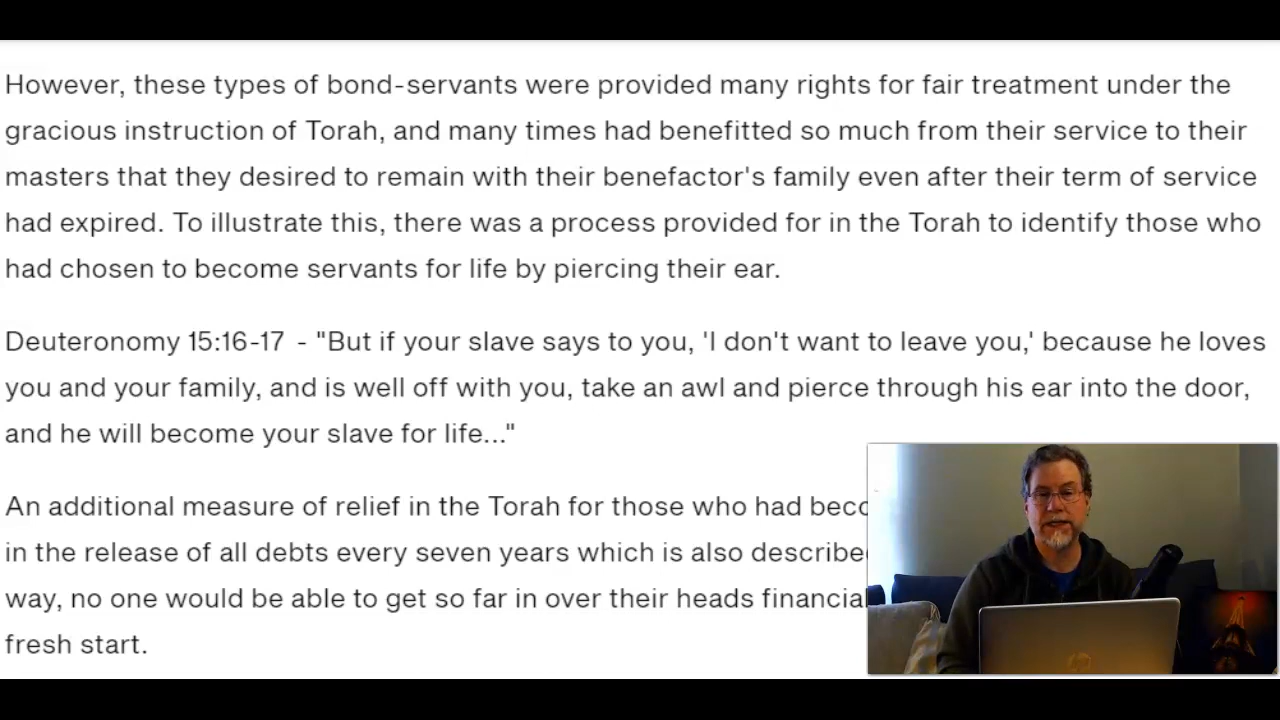 However, these types of bond-servants were provided many rights for fair treatment under the
gracious instruction of Torah, and many times had benefitted so much from their service to their
masters that they desired to remain with their benefactor's family even after their term of service
had expired. To illustrate this, there was a process provided for in the Torah to identify those who
had chosen to become servants for life by piercing their ear.
Deuteronomy 15:16-17 - "But if your slave says to you, 'I don't want to leave you,' because he loves
you and your family, and is well off with you, take an awl and pierce through his ear into the door,
and he will become your slave for life..."
An additional measure of relief in the Torah for those who had
in the release of all debts every seven years which is also
way, no one would be able to get so far in over their heads
fresh start.